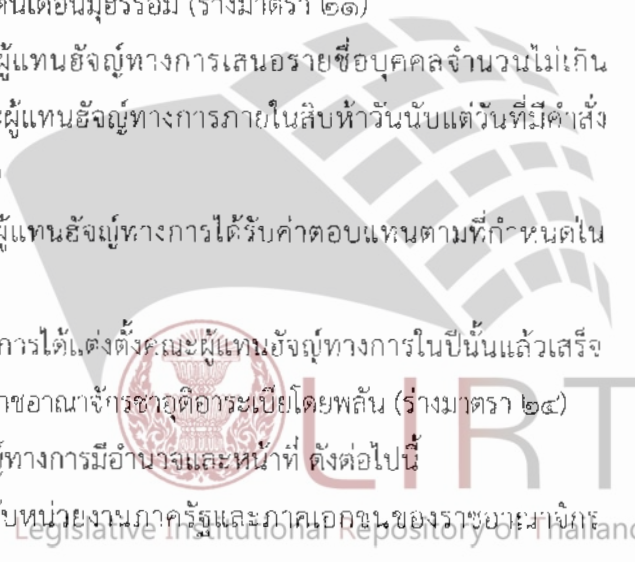 ต้นเดือนมุฮัรรอม (ร่างมาตรา ๒๑)
ผู้แทนฮัจญ์ทางการเสนอรายชื่อบุคคลจำนวนไม่เกิน
ะผู้แทนฮัจญ์ทางการภายในสิบห้าวันนับแต่วันที่มีคำสั่ง
ผู้แทนฮัจญ์ทางการได้รับค่าตอบแทนตามที่กำหนดใน
การได้แต่งตั้งคณะผู้แทนฮัจญ์ทางการในปีนั้นแล้วเสร็จ
าชอาณาจักรซาอุดีอาระเบียโดยพลัน (ร่างมาตรา ๒๔)
LIRT
ญ์ทางการมีอำนาจและหน้าที่ ดังต่อไปนี้
ับหน่วยงานภาครัฐและภาคเอกชนของราชอาณาจักร
Legislative Institutional Repository of Thailand